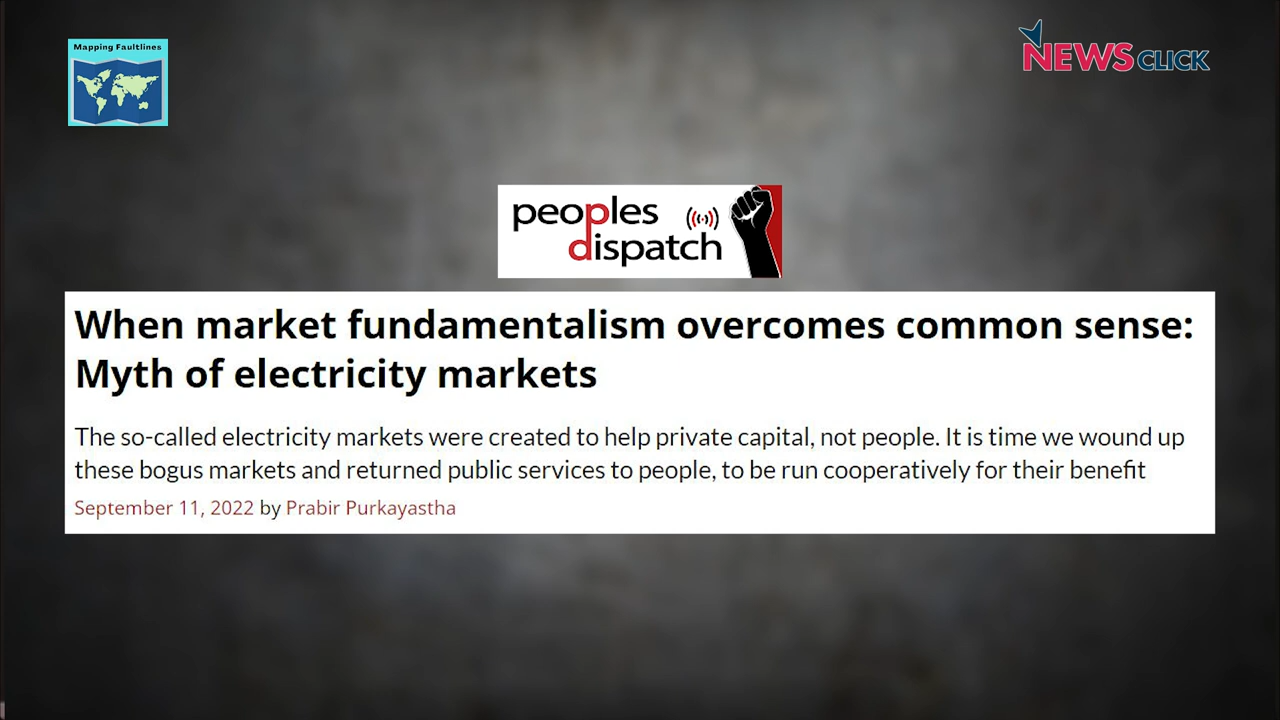 Mapping Faultlines
NEWSCLICK
peoples
dispatch
When market fundamentalism overcomes common sense:
Myth of electricity markets
The so-called electricity markets were created to help private capital, not people. It is time we wound up
these bogus markets and returned public services to people, to be run cooperatively for their benefit
September 11, 2022 by Prabir Purkayastha